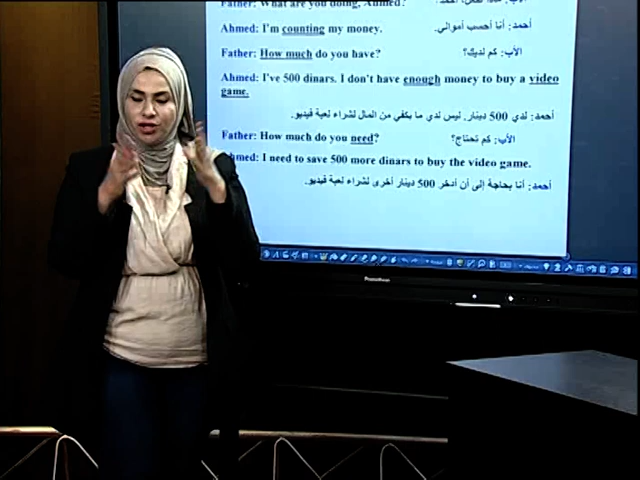 Father: What are you doing, Ahmed?
Ahmed: I'm counting my money.
أحمد: أنا أحسب أموالي.
Father: How much do you have?
الأب: كم لديك؟
Ahmed: I've 500 dinars. I don't have enough money to buy a video
game.
أحمد: لدي 500 دينار. ليس لدي ما يكفي من المال لشراء لعبة فيديو.
Father: How much do you need?
الأب: كم تحتاج؟
Ahmed: I need to save 500 more dinars to buy the video game.
أحمد: أنا بحاجة إلى أن أدخر 500 دينار أخرى لشراء لعبة فيديو.
Promethean